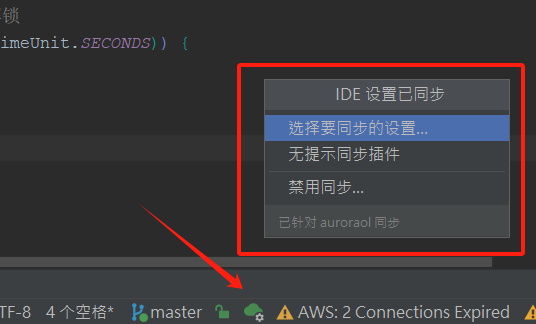 锁
imeUnit.SECONDS)) {
IDE 设置已同步
选择要同步的设置...
无提示同步插件
禁用同步...
已针对 auroraol 同步
TF-8 4 个空格* master AWS: 2 Connections Expired